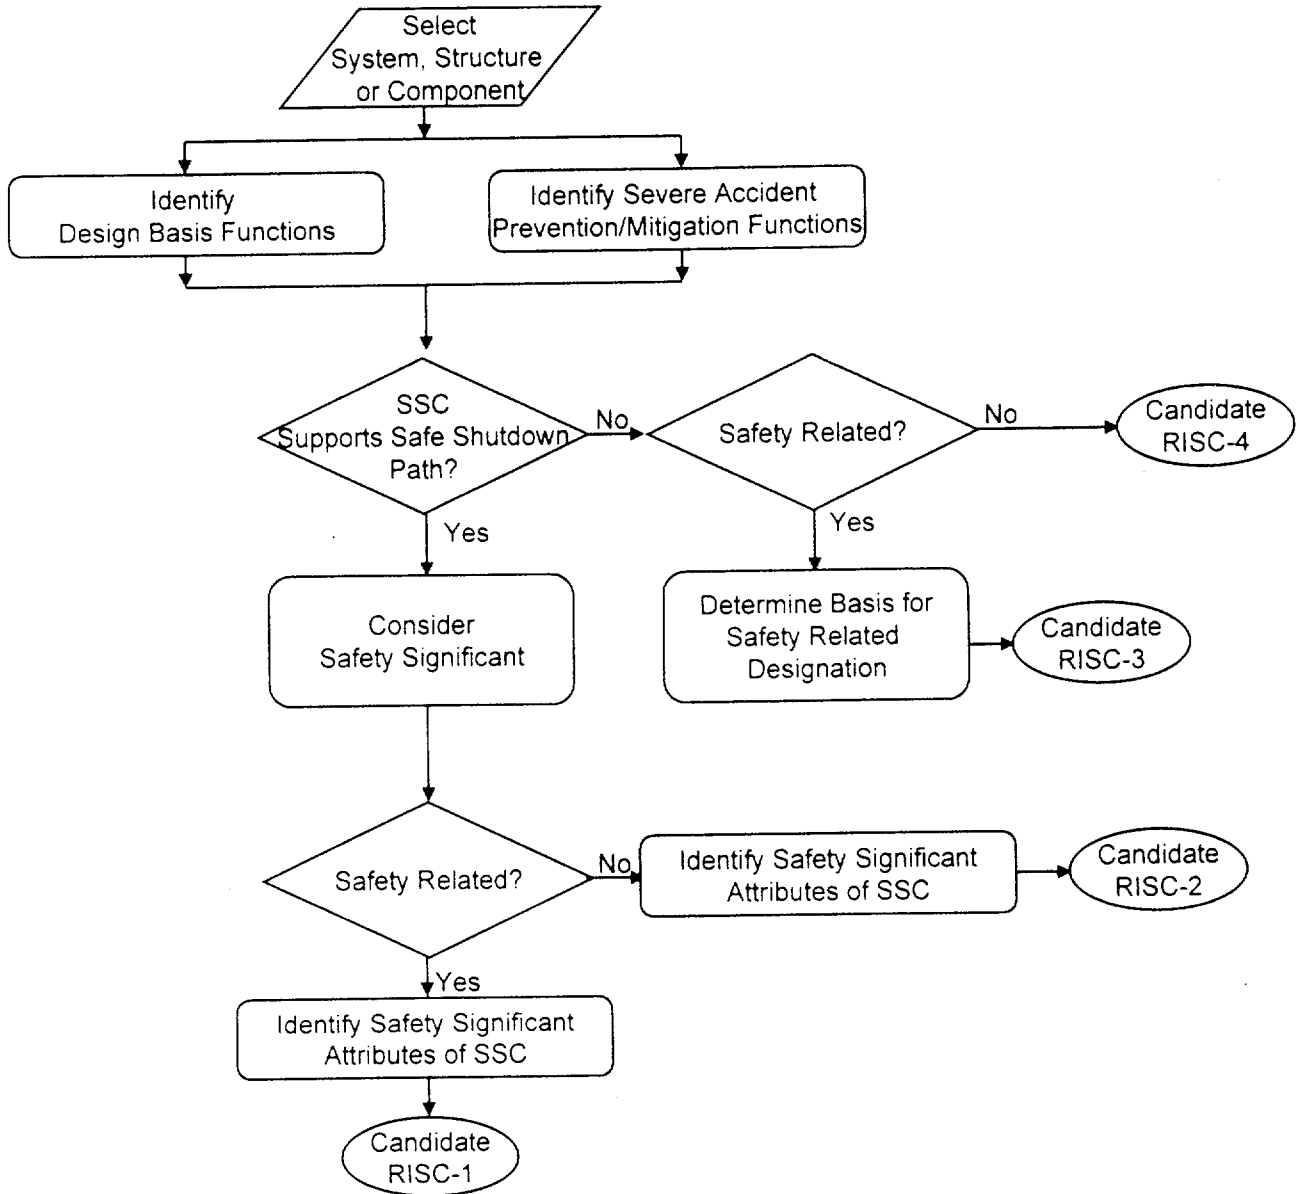 Select
System, Structure
or Component
Identify
Design Basis Functions
Identify Severe Accident
Prevention/Mitigation Functions
SSC
Supports Safe Shutdown
Path?
No
Safety Related?
No
Candidate
RISC-4
Yes
Yes
Consider
Safety Significant
Determine Basis for
Safety Related
Designation
Candidate
RISC-3
Safety Related?
No
Identify Safety Significant
Attributes of SSC
Candidate
RISC-2
Yes
Identify Safety Significant
Attributes of SSC
Candidate
RISC-1